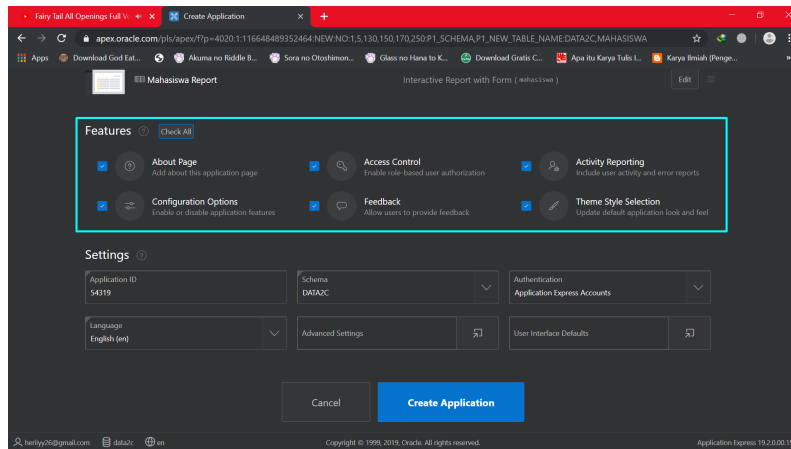 Fairy Tail All Openings Full V
Create Application
apex.oracle.com/pls/apex/f?p=4020:1:116648489352464:NEW:NO:1,5,130,150,170,250:P1_SCHEMA,P1_NEW_TABLE_NAME:DATA2C,MAHASISWA
Apps Download God Eat... Akuma no Riddle B... Sora no Otoshimon... Glass no Hana to K... Download Gratis C... Apa itu Karya Tulis I... Karya Ilmiah (Penge...
Mahasiswa Report Interactive Report with Form ( mahasiswa ) Edit
Features Check All
About Page Access Control Activity Reporting
Add about this application page Enable role-based user authorization Include user activity and error reports
Configuration Options Feedback Theme Style Selection
Enable or disable application features Allow users to provide feedback Update default application look and feel
Settings
Application ID Schema Authentication
54319 DATA2C Application Express Accounts
Language
English (en) Advanced Settings User Interface Defaults
Cancel Create Application
heriiyy26@gmail.com data2c en Copyright © 1999, 2019, Oracle. All rights reserved. Application Express 19.2.0.00.1